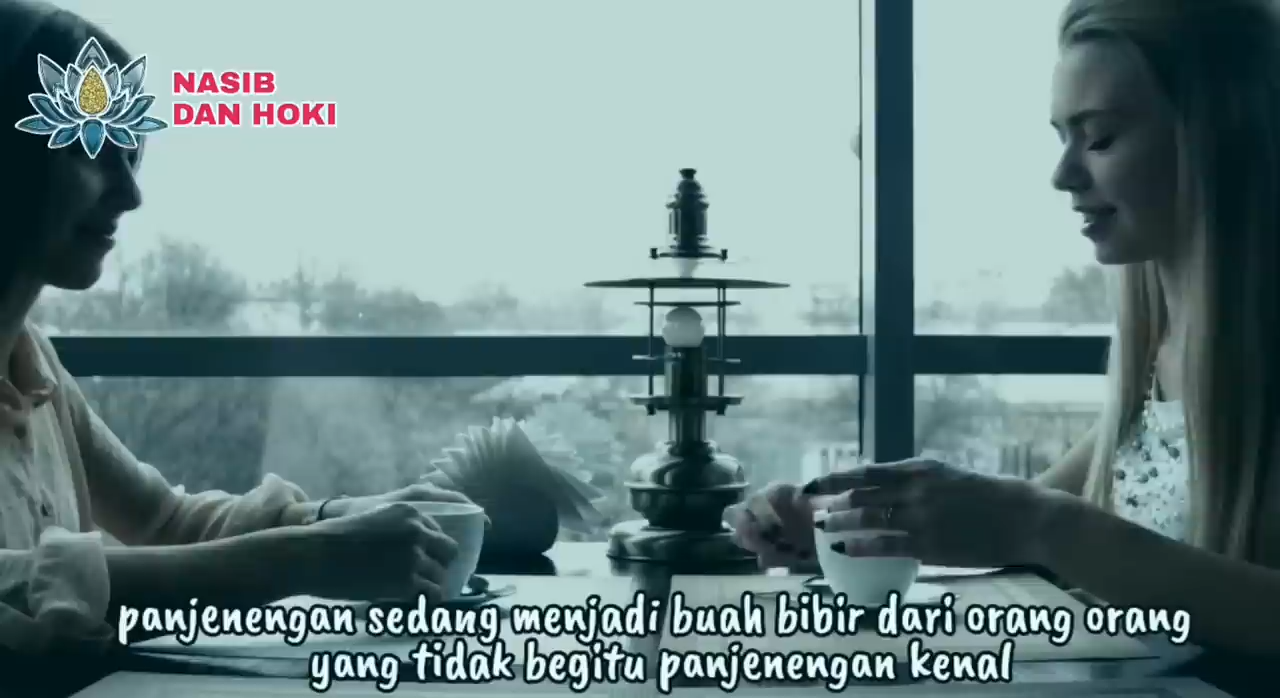 NASIB
DAN HOKI
panjenengan sedang menjadi buah bibir dari orang orang
yang tidak begitu panjenengan kenal